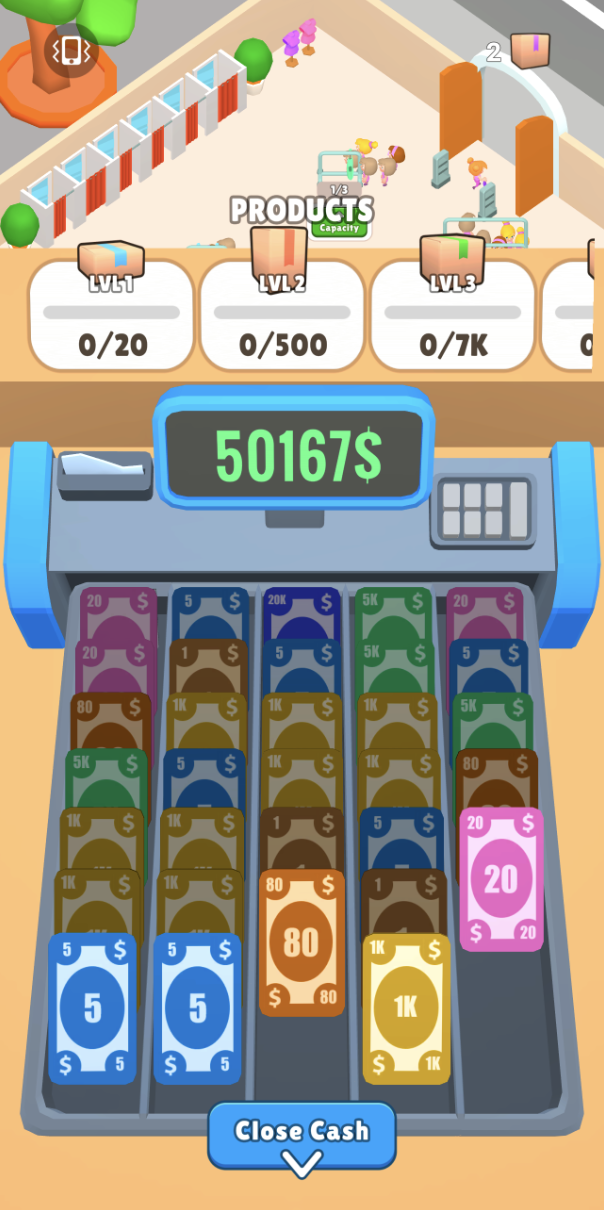 2
1/3
PRODUCTS
Capacity
LVL 1
LVL 2
LVL 3
0/20
0/500
0/7K
50167$
20 $
5 $
20K $
5K $
20 $
20 $
1 $
5 $
5K $
5 $
80 $
1K $
1K $
1K $
5K $
5K $
5 $
1K $
1K $
80 $
1K $
1K $
1 $
5 $
20 $
20
$ 20
1K $
1K $
80 $
80
$ 80
1 $
5 $
5
$ 5
5 $
5
$ 5
1K $
1K
$ 1K
Close Cash